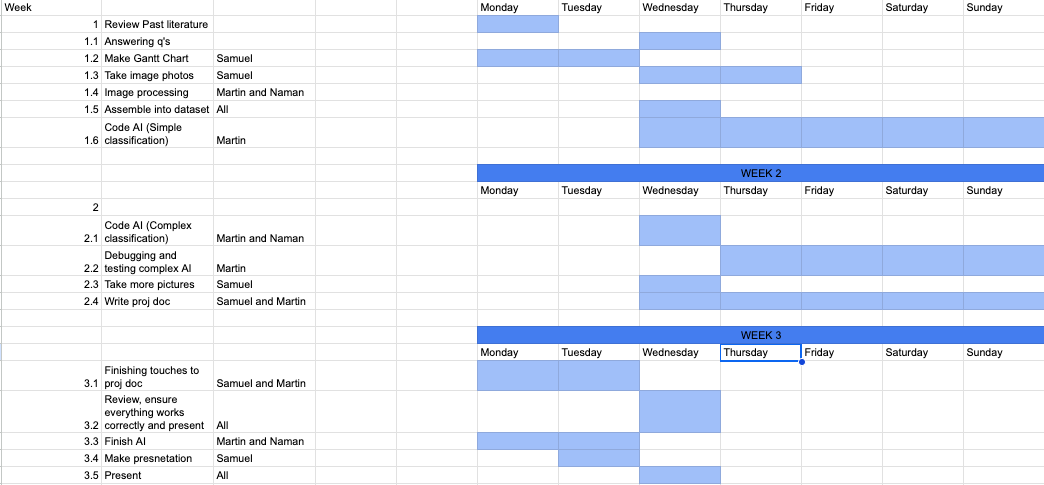 Week Monday Tuesday Wednesday Thursday Friday Saturday Sunday
1 Review Past literature
1.1 Answering q's
1.2 Make Gantt Chart Samuel
1.3 Take image photos Samuel
1.4 Image processing Martin and Naman
1.5 Assemble into dataset All
Code AI (Simple
1.6 classification) Martin
WEEK 2
Monday Tuesday Wednesday Thursday Friday Saturday Sunday
2
Code AI (Complex
2.1 classification) Martin and Naman
Debugging and
2.2 testing complex AI Martin
2.3 Take more pictures Samuel
2.4 Write proj doc Samuel and Martin
WEEK 3
Monday Tuesday Wednesday Thursday Friday Saturday Sunday
Finishing touches to
3.1 proj doc Samuel and Martin
Review, ensure
everything works
3.2 correctly and present All
3.3 Finish AI Martin and Naman
3.4 Make presnetation Samuel
3.5 Present All